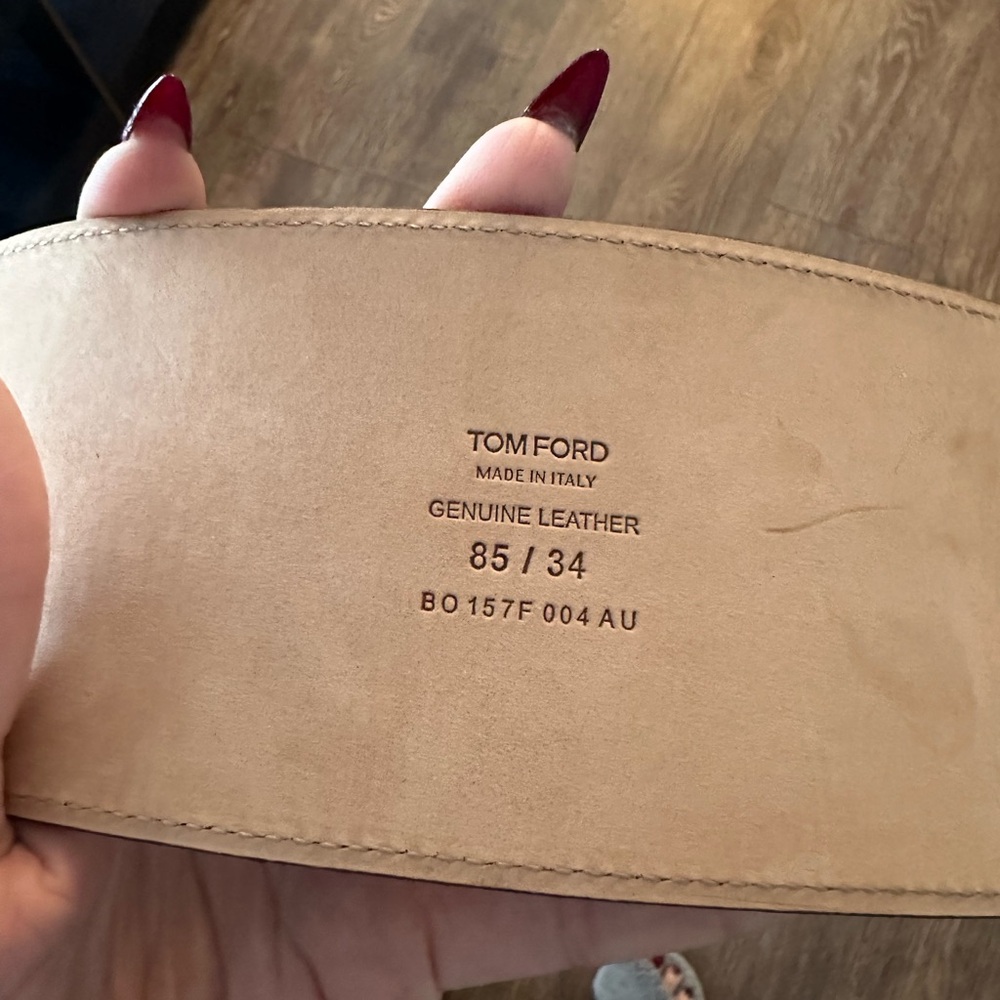 TOM FORD
MADE IN ITALY
GENUINE LEATHER
85 / 34
BO 157F 004 AU